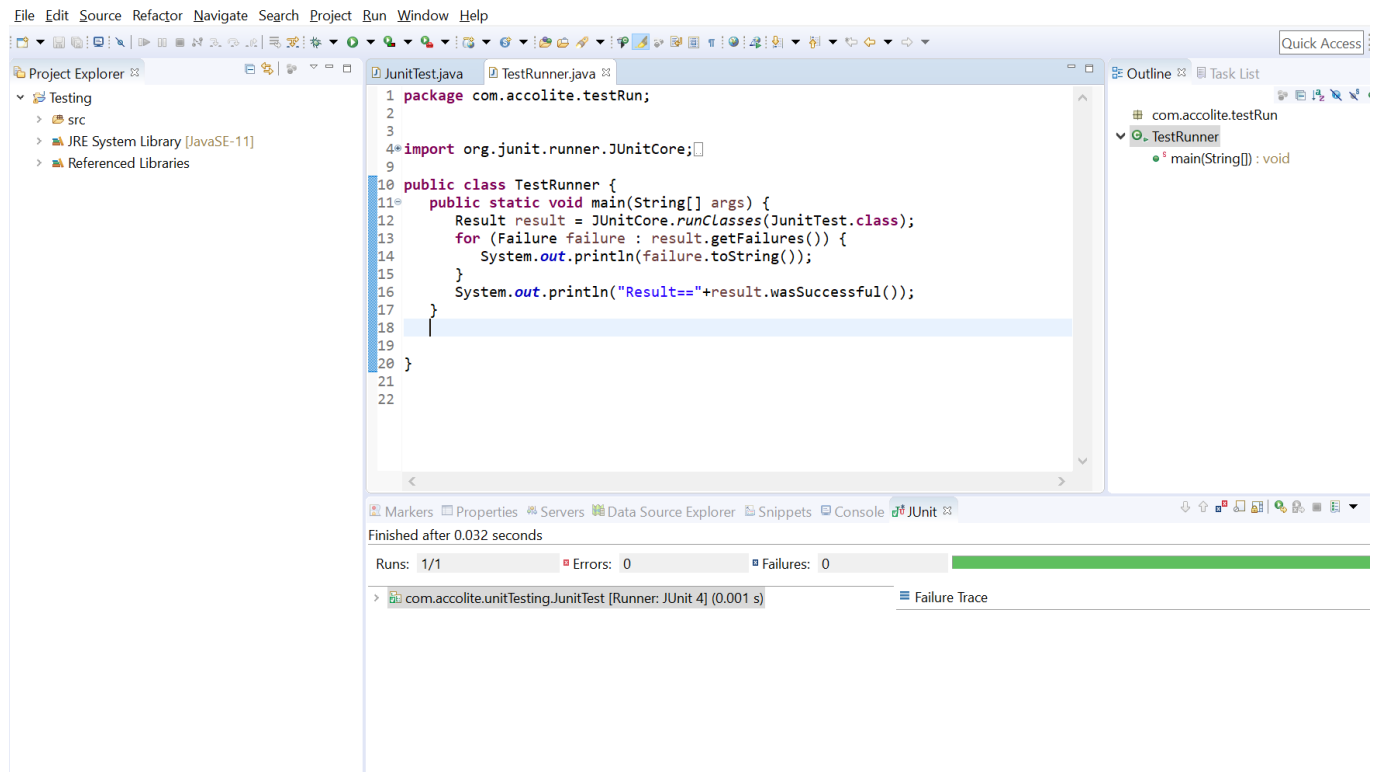 File Edit Source Refactor Navigate Search Project Run Window Help
Quick Access
Project Explorer
Testing
src
JRE System Library [JavaSE-11]
Referenced Libraries
JunitTest.java TestRunner.java
1 package com.accolite.testRun;
2
3
4 import org.junit.runner.JUnitCore;
9
10 public class TestRunner {
11 public static void main(String[] args) {
12 Result result = JUnitCore.runClasses(JunitTest.class);
13 for (Failure failure : result.getFailures()) {
14 System.out.println(failure.toString());
15 }
16 System.out.println("Result=="+result.wasSuccessful());
17 }
18
19
20 }
21
22
Outline Task List
com.accolite.testRun
TestRunner
main(String[]) : void
Markers Properties Servers Data Source Explorer Snippets Console JUnit
Finished after 0.032 seconds
Runs: 1/1 Errors: 0 Failures: 0
com.accolite.unitTesting.JunitTest [Runner: JUnit 4] (0.001 s)
Failure Trace